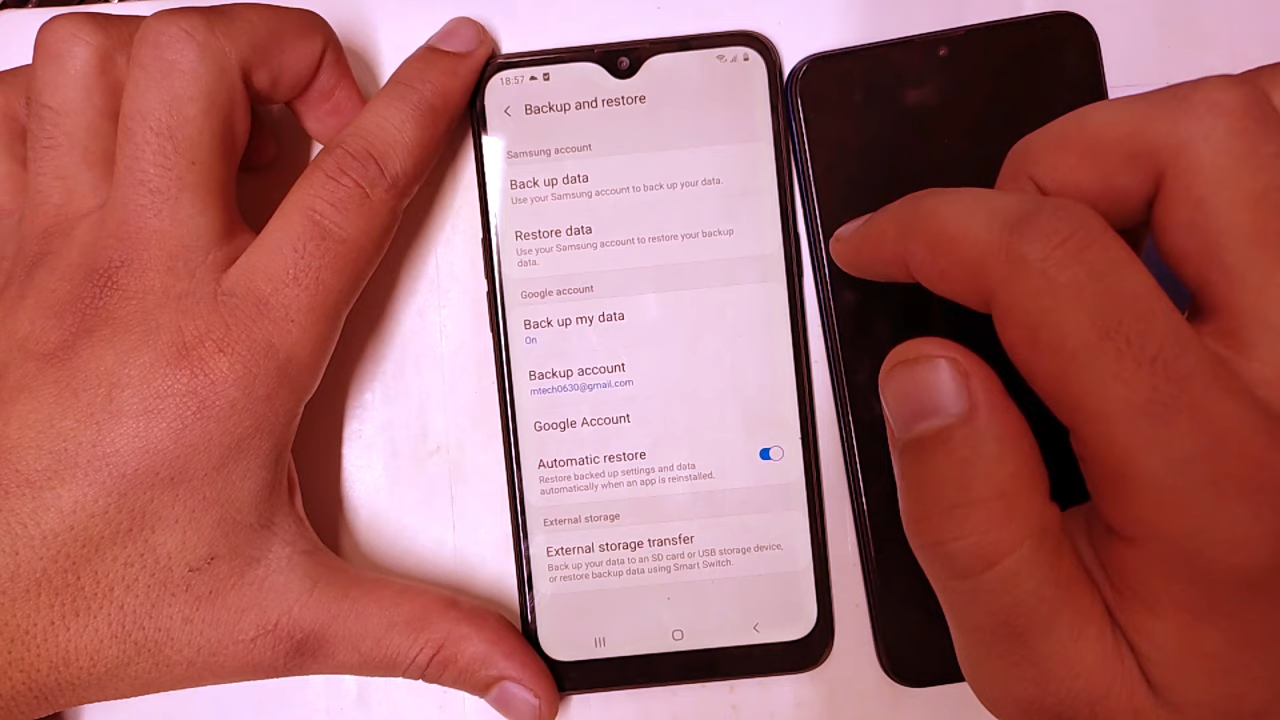 18:57
Backup and restore
Samsung account
Back up data
Use your Samsung account to back up your data.
Restore data
Use your Samsung account to restore your backup
data.
Google account
Back up my data
On
Backup account
mtech0630@gmail.com
Google Account
Automatic restore
Restore backed up settings and data
automatically when an app is reinstalled.
External storage
External storage transfer
Back up your data to an SD card or USB storage device,
or restore backup data using Smart Switch.